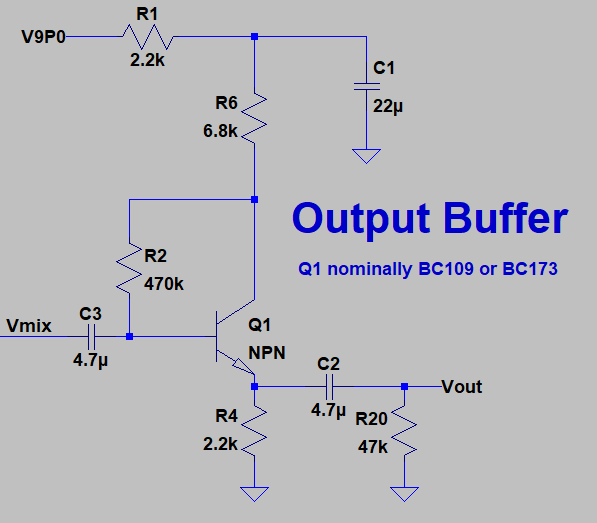 R1
V9P0
2.2k
C1
R6
22µ
6.8k
Output Buffer
R2
Q1 nominally BC109 or BC173
470k
C3
Vmix
Q1
4.7µ
NPN
C2
Vout
4.7µ
R4
R20
2.2k
47k